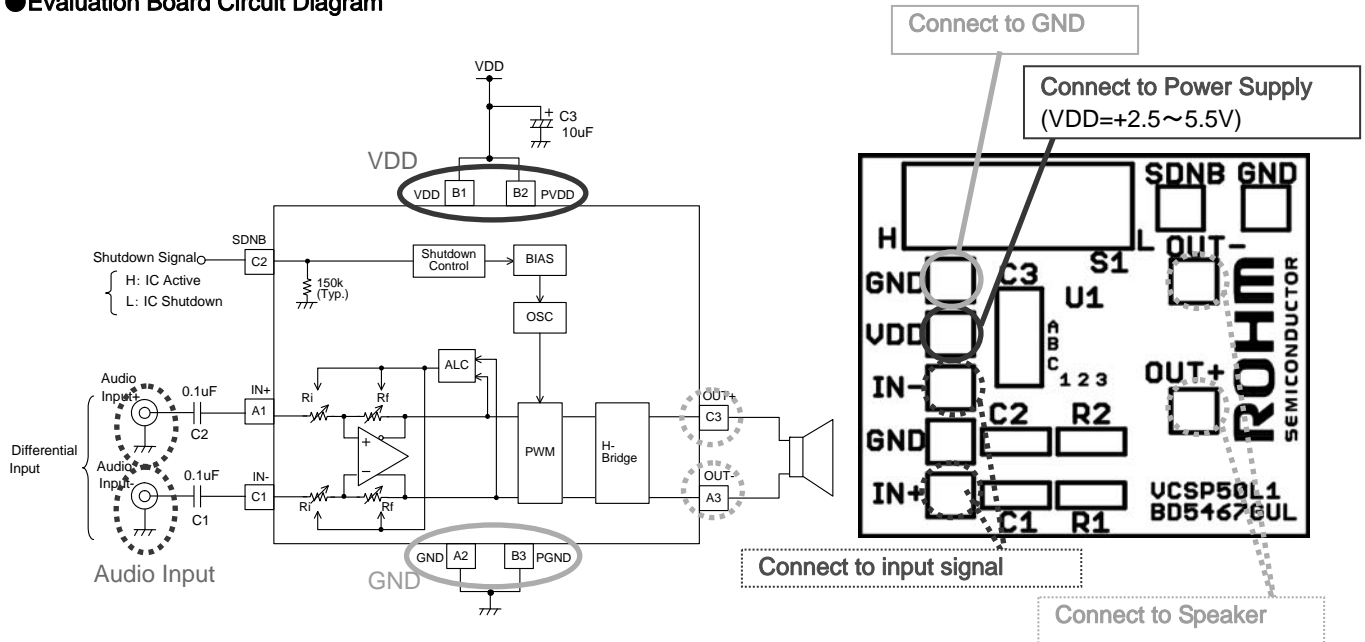 ●Evaluation Board Circuit Diagram
VDD
+ C3
10uF
VDD
VDD B1 B2 PVDD
SDNB
Shutdown Signal
C2
H: IC Active
L: IC Shutdown
150k
(Typ.)
Shutdown
Control
BIAS
OSC
ALC
Audio
Input+
0.1uF
C2
IN+
A1
Ri
Rf
+
−
Differential
Input
Audio
Input-
0.1uF
C1
IN-
C1
Ri
Rf
PWM
H-
Bridge
OUT+
C3
OUT-
A3
GND A2 B3 PGND
GND
Audio Input
Connect to GND
Connect to Power Supply
(VDD=+2.5～5.5V)
SDNB GND
H
L
S1
OUT-
GND
C3
U1
VDD
A
B
C
1 2 3
IN-
OUT+
C2 R2
GND
IN+
C1 R1
VCSP50L1
BD5467GUL
ROHM
SEMICONDUCTOR
Connect to input signal
Connect to Speaker